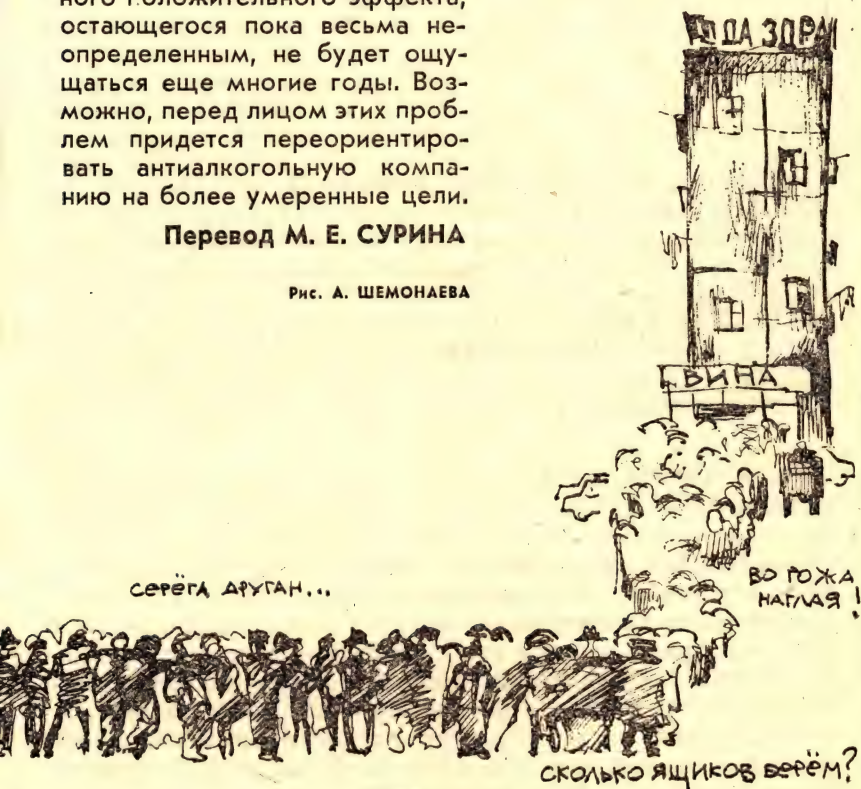 ного положительного эффекта,
остающегося пока весьма не-
определенным, не будет ощу-
щаться еще многие годы. Воз-
можно, перед лицом этих проб-
лем придется переориентиро-
вать антиалкогольную компа-
нию на более умеренные цели.
Перевод М. Е. СУРИНА
Рис. А. ШЕМОНАЕВА
ДА ЗДРА
ВИНА
СЕРЁГА ДРУГАН...
ВО РОЖА
НАГЛАЯ!
СКОЛЬКО ЯЩИКОВ БЕРЁМ?